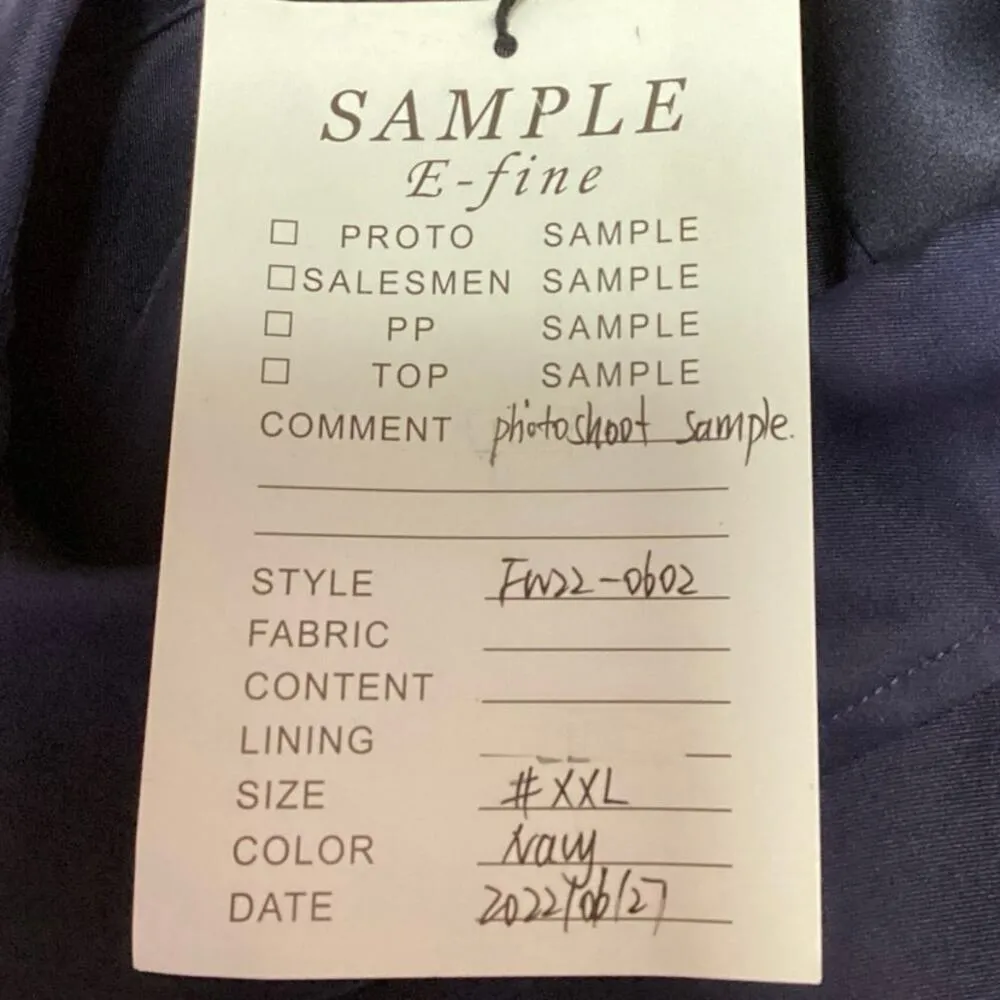 SAMPLE
E-fine
☐ PROTO SAMPLE
☐ SALESMEN SAMPLE
☐ PP SAMPLE
☐ TOP SAMPLE
COMMENT photoshoot sample.
STYLE FW22-0602
FABRIC
CONTENT
LINING
SIZE #XXL
COLOR Navy
DATE 2022/06/27